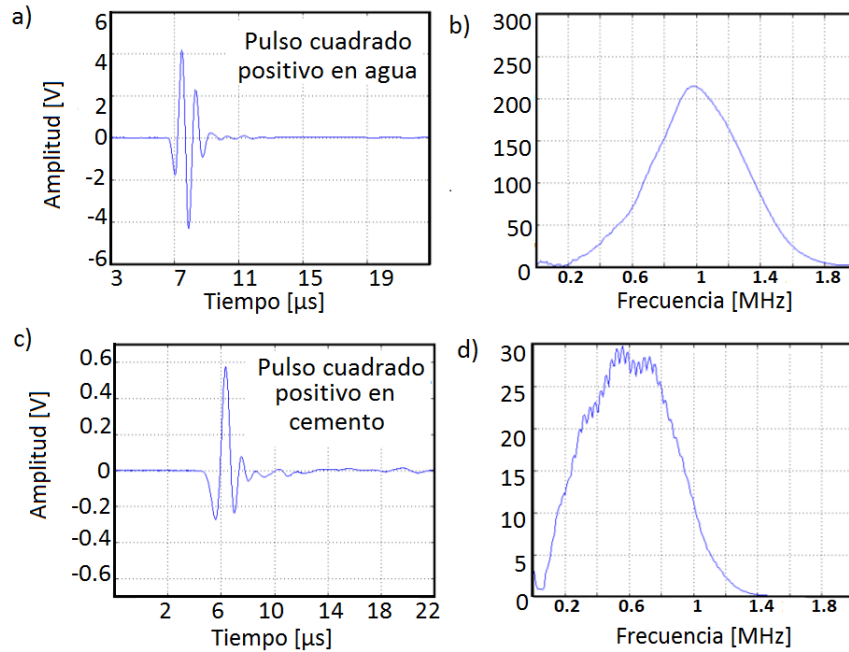 a)
Amplitud [V]
6
4
2
0
-2
-4
-6
Pulso cuadrado
positivo en agua
3 7 11 15 19
Tiempo [µs]
b)
300
250
200
150
100
50
0
0.2 0.6 1 1.4 1.8
Frecuencia [MHz]
c)
Amplitud [V]
0.6
0.4
0.2
0
-0.2
-0.4
-0.6
Pulso cuadrado
positivo en
cemento
2 6 10 14 18 22
Tiempo [µs]
d)
30
25
20
15
10
5
0
0.2 0.6 1 1.4 1.8
Frecuencia [MHz]